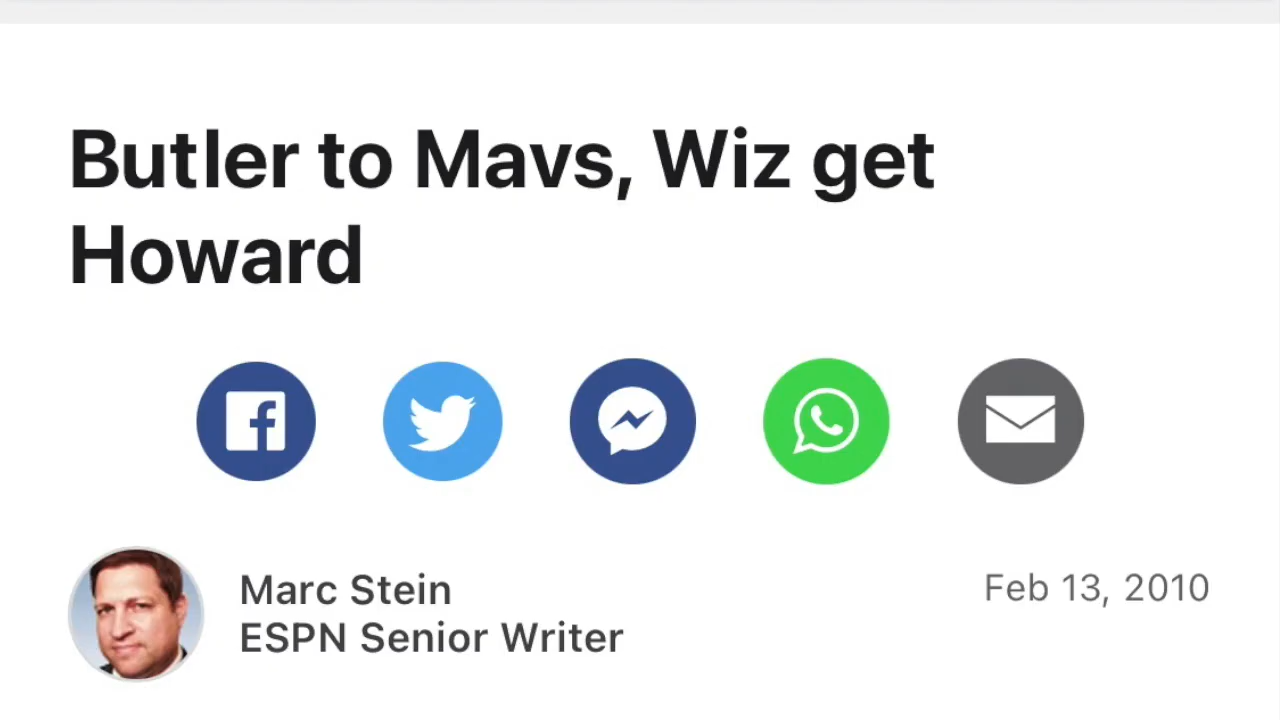 Butler to Mavs, Wiz get
Howard
Marc Stein
ESPN Senior Writer
Feb 13, 2010